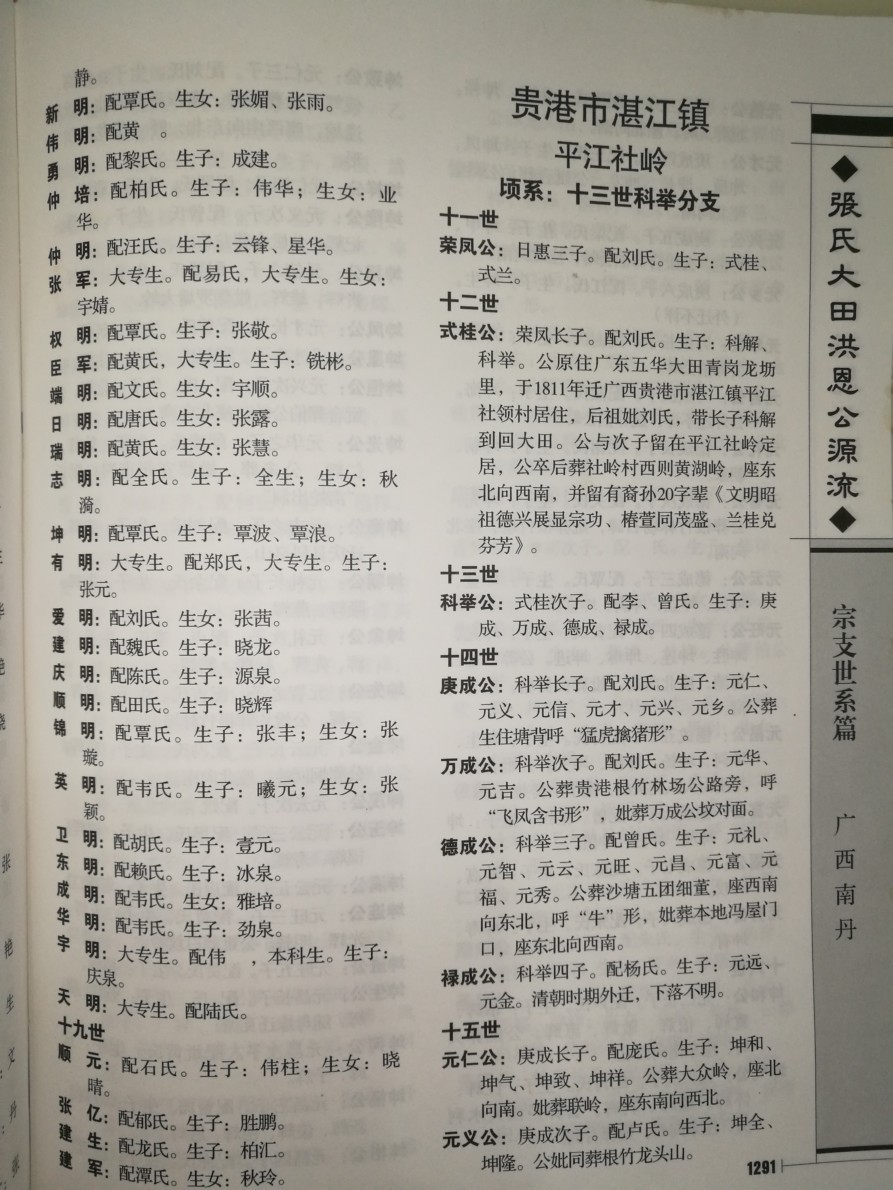 静。
新明：配覃氏。生女：张媚、张雨。
伟明：配黄　。
勇明：配黎氏。生子：成建。
仲培：配柏氏。生子：伟华；生女：业
华。
仲明：配汪氏。生子：云锋、星华。
张军：大专生。配易氏，大专生。生女：
宇婧。
权明：配覃氏。生子：张敬。
臣军：配黄氏，大专生。生子：铣彬。
端明：配文氏。生女：宇顺。
日明：配唐氏。生女：张露。
瑞明：配黄氏。生女：张慧。
志明：配全氏。生子：全生；生女：秋
漪。
坤明：配覃氏。生子：覃波、覃浪。
有明：大专生。配郑氏，大专生。生子：
张元。
爱明：配刘氏。生女：张茜。
建明：配魏氏。生子：晓龙。
庆明：配陈氏。生子：源泉。
顺明：配田氏。生子：晓辉
锦明：配覃氏。生子：张丰；生女：张
璇。
英明：配韦氏。生子：曦元；生女：张
颖。
卫明：配胡氏。生子：壹元。
东明：配赖氏。生子：冰泉。
成明：配韦氏。生女：雅培。
华明：配韦氏。生子：劲泉。
宇明：大专生。配伟　，本科生。生子：
庆泉。
天明：大专生。配陆氏。
十九世
顺元：配石氏。生子：伟柱；生女：晓
晴。
张亿：配郁氏。生子：胜鹏。
建生：配龙氏。生子：柏汇。
建军：配潭氏。生女：秋玲。
贵港市湛江镇
平江社岭
顷系：十三世科举分支
十一世
荣凤公：日惠三子。配刘氏。生子：式桂、
式兰。
十二世
式桂公：荣凤长子。配刘氏。生子：科解、
科举。公原住广东五华大田青岗龙坜
里，于1811年迁广西贵港市湛江镇平江
社领村居住，后祖妣刘氏，带长子科解
到回大田。公与次子留在平江社岭定
居，公卒后葬社岭村西则黄湖岭，座东
北向西南，并留有裔孙20字辈《文明昭
祖德兴展显宗功、椿萱同茂盛、兰桂兑
芬芳》。
十三世
科举公：式桂次子。配李、曾氏。生子：庚
成、万成、德成、禄成。
十四世
庚成公：科举长子。配刘氏。生子：元仁、
元义、元信、元才、元兴、元乡。公葬
生住塘背呼“猛虎擒猪形”。
万成公：科举次子。配刘氏。生子：元华、
元吉。公葬贵港根竹林场公路旁，呼
“飞凤含书形”，妣葬万成公坟对面。
德成公：科举三子。配曾氏。生子：元礼、
元智、元云、元旺、元昌、元富、元
福、元秀。公葬沙塘五团细董，座西南
向东北，呼“牛”形，妣葬本地冯屋门
口，座东北向西南。
禄成公：科举四子。配杨氏。生子：元远、
元金。清朝时期外迁，下落不明。
十五世
元仁公：庚成长子。配庞氏。生子：坤和、
坤气、坤致、坤祥。公葬大众岭，座北
向南。妣葬联岭，座东南向西北。
元义公：庚成次子。配卢氏。生子：坤全、
坤隆。公妣同葬根竹龙头山。
1291
◆張氏大田洪恩公源流◆
宗支世系篇
广西南丹